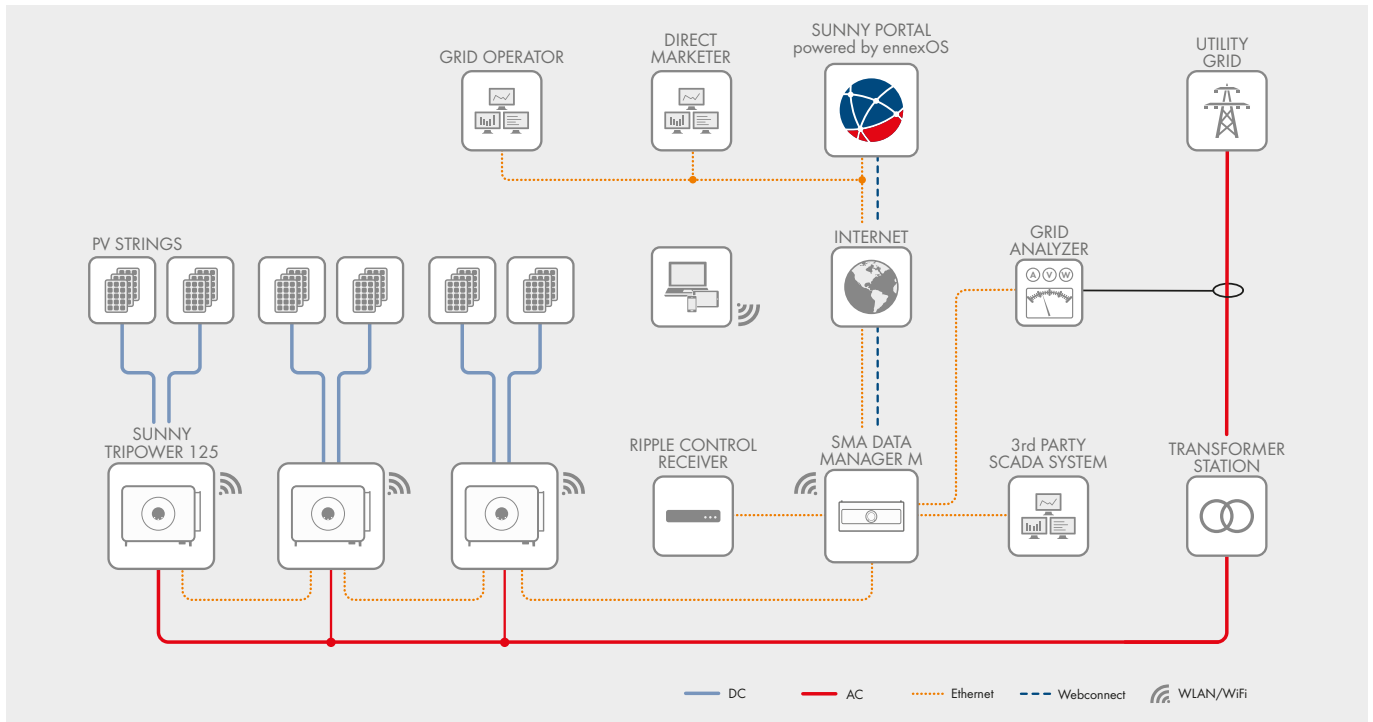 GRID OPERATOR
DIRECT
MARKETER
SUNNY PORTAL
powered by ennexOS
UTILITY
GRID
PV STRINGS
INTERNET
GRID
ANALYZER
A V W
SUNNY
TRIPOWER 125
RIPPLE CONTROL
RECEIVER
SMA DATA
MANAGER M
3rd PARTY
SCADA SYSTEM
TRANSFORMER
STATION
DC
AC
Ethernet
Webconnect
WLAN/WiFi